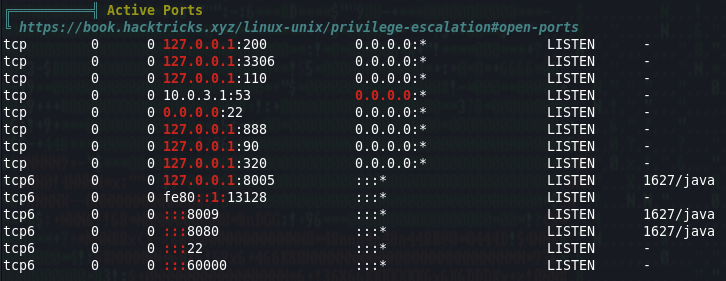 ╔══════════╣ Active Ports
╚ https://book.hacktricks.xyz/linux-unix/privilege-escalation#open-ports
tcp 0 0 127.0.0.1:200 0.0.0.0:* LISTEN -
tcp 0 0 127.0.0.1:3306 0.0.0.0:* LISTEN -
tcp 0 0 127.0.0.1:110 0.0.0.0:* LISTEN -
tcp 0 0 10.0.3.1:53 0.0.0.0:* LISTEN -
tcp 0 0 0.0.0.0:22 0.0.0.0:* LISTEN -
tcp 0 0 127.0.0.1:888 0.0.0.0:* LISTEN -
tcp 0 0 127.0.0.1:90 0.0.0.0:* LISTEN -
tcp 0 0 127.0.0.1:320 0.0.0.0:* LISTEN -
tcp6 0 0 127.0.0.1:8005 :::* LISTEN 1627/java
tcp6 0 0 fe80::1:13128 :::* LISTEN -
tcp6 0 0 :::8009 :::* LISTEN 1627/java
tcp6 0 0 :::8080 :::* LISTEN 1627/java
tcp6 0 0 :::22 :::* LISTEN -
tcp6 0 0 :::60000 :::* LISTEN -